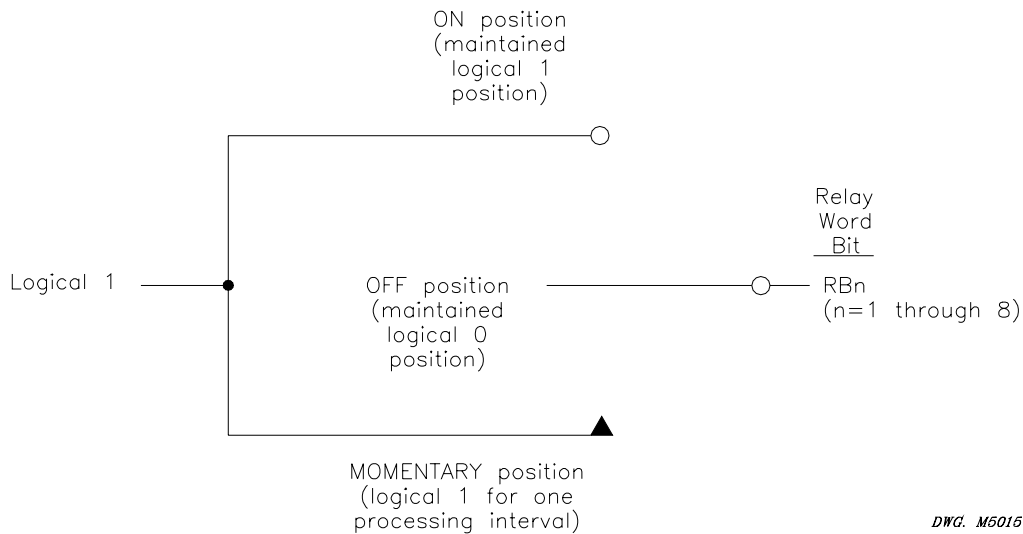 ON position
(maintained
logical 1
position)
Relay
Word
Bit
Logical 1
OFF position
(maintained
logical 0
position)
RBn
(n=1 through 8)
MOMENTARY position
(logical 1 for one
processing interval)
DWG. M5015